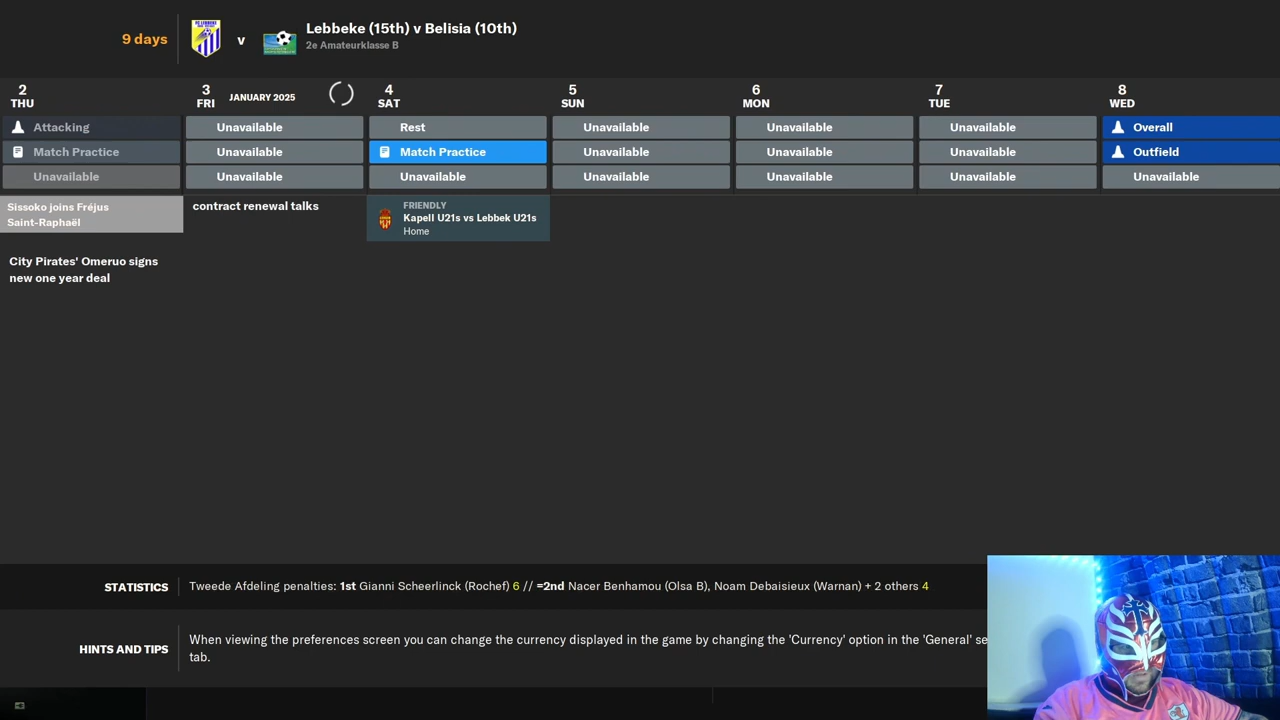 9 days
v
Lebbeke (15th) v Belisia (10th)
2e Amateurklasse B
2
THU
3
FRI
JANUARY 2025
4
SAT
5
SUN
6
MON
7
TUE
8
WED
Attacking
Unavailable
Rest
Unavailable
Unavailable
Unavailable
Overall
Match Practice
Unavailable
Match Practice
Unavailable
Unavailable
Unavailable
Outfield
Unavailable
Unavailable
Unavailable
Unavailable
Unavailable
Unavailable
Unavailable
Sissoko joins Fréjus
Saint-Raphaël
contract renewal talks
FRIENDLY
Kapell U21s vs Lebbek U21s
Home
City Pirates' Omeruo signs
new one year deal
STATISTICS
Tweede Afdeling penalties: 1st Gianni Scheerlinck (Rochef) 6 // =2nd Nacer Benhamou (Olsa B), Noam Debaisieux (Warnan) + 2 others 4
HINTS AND TIPS
When viewing the preferences screen you can change the currency displayed in the game by changing the 'Currency' option in the 'General' se
tab.